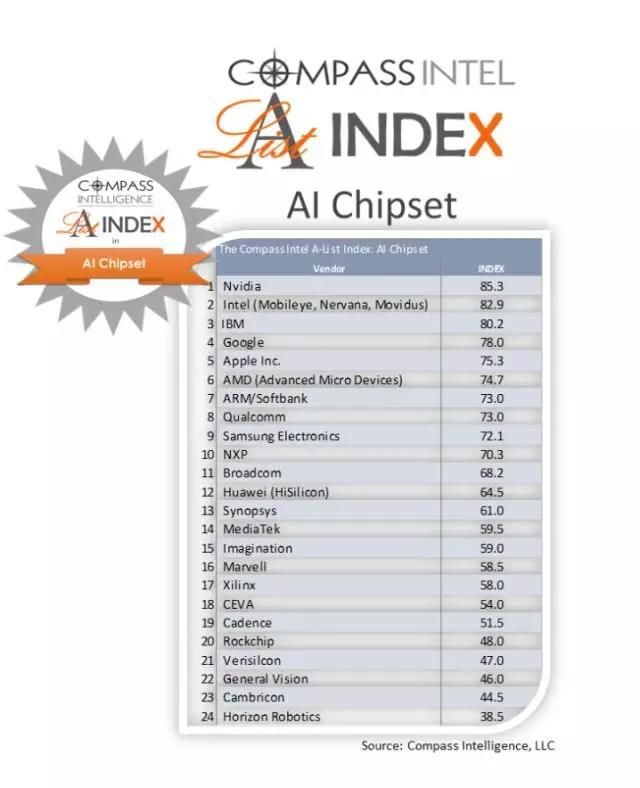 COMPASS INTEL
A List INDEX
AI Chipset
COMPASS
INTELLIGENCE
A List INDEX
in
AI Chipset
The CompassIntel A-List Index: AI Chipset
Vendor INDEX
1 Nvidia 85.3
2 Intel (Mobileye, Nervana, Movidus) 82.9
3 IBM 80.2
4 Google 78.0
5 Apple Inc. 75.3
6 AMD (Advanced Micro Devices) 74.7
7 ARM/Softbank 73.0
8 Qualcomm 73.0
9 Samsung Electronics 72.1
10 NXP 70.3
11 Broadcom 68.2
12 Huawei (HiSilicon) 64.5
13 Synopsys 61.0
14 MediaTek 59.5
15 Imagination 59.0
16 Marvell 58.5
17 Xilinx 58.0
18 CEVA 54.0
19 Cadence 51.5
20 Rockchip 48.0
21 Verisilcon 47.0
22 General Vision 46.0
23 Cambricon 44.5
24 Horizon Robotics 38.5
Source: Compass Intelligence, LLC